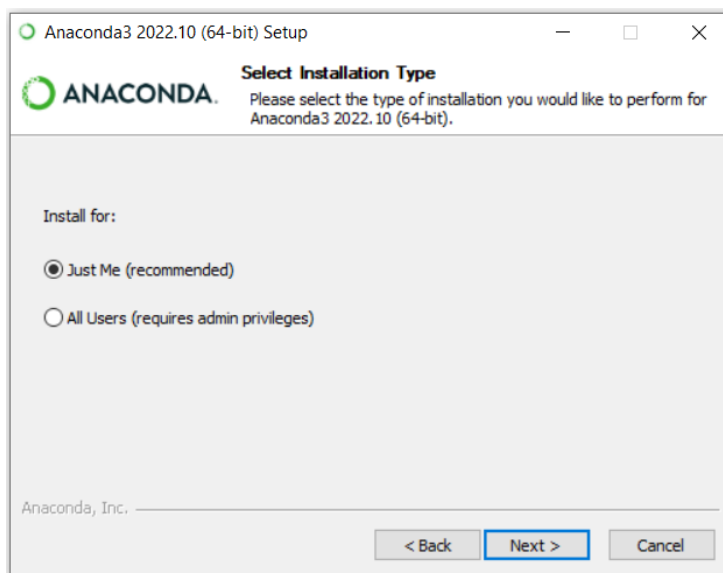 Anaconda3 2022.10 (64-bit) Setup
ANACONDA.
Select Installation Type
Please select the type of installation you would like to perform for
Anaconda3 2022.10 (64-bit).
Install for:
Just Me (recommended)
All Users (requires admin privileges)
Anaconda, Inc.
< Back
Next >
Cancel